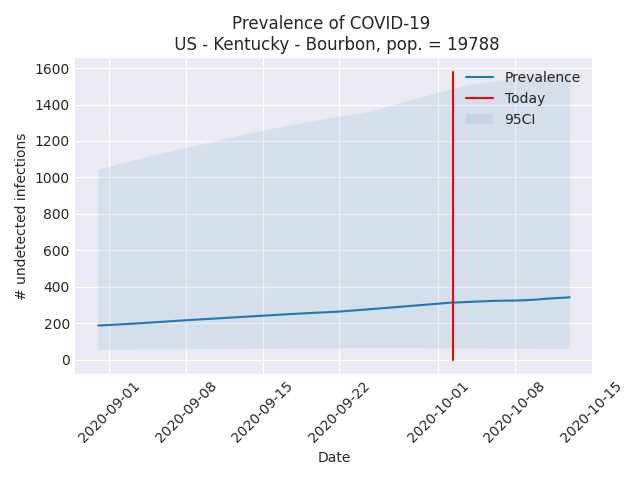 Prevalence of COVID-19
US - Kentucky - Bourbon, pop. = 19788
1600
1400
1200
1000
800
600
400
200
0
# undetected infections
Prevalence
Today
95CI
2020-09-01
2020-09-08
2020-09-15
2020-09-22
2020-10-01
2020-10-08
2020-10-15
Date